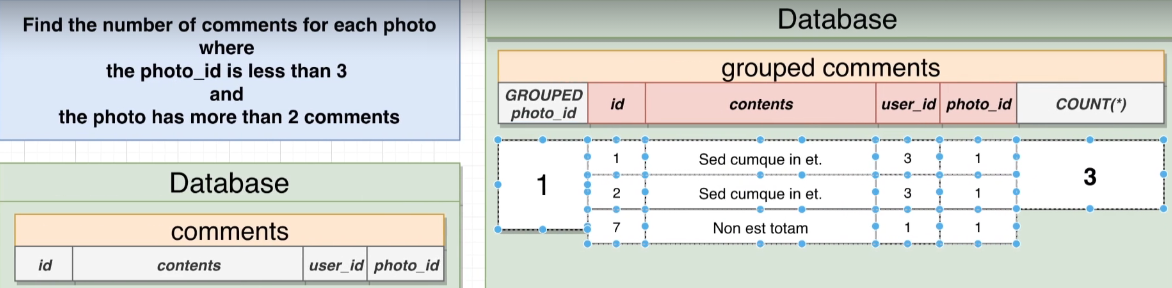 Find the number of comments for each photo
where
the photo_id is less than 3
and
the photo has more than 2 comments
Database
comments
id contents user_id photo_id
Database
grouped comments
GROUPED photo_id id contents user_id photo_id COUNT(*)
1 3
1 Sed cumque in et. 3 1
2 Sed cumque in et. 3 1
7 Non est totam 1 1